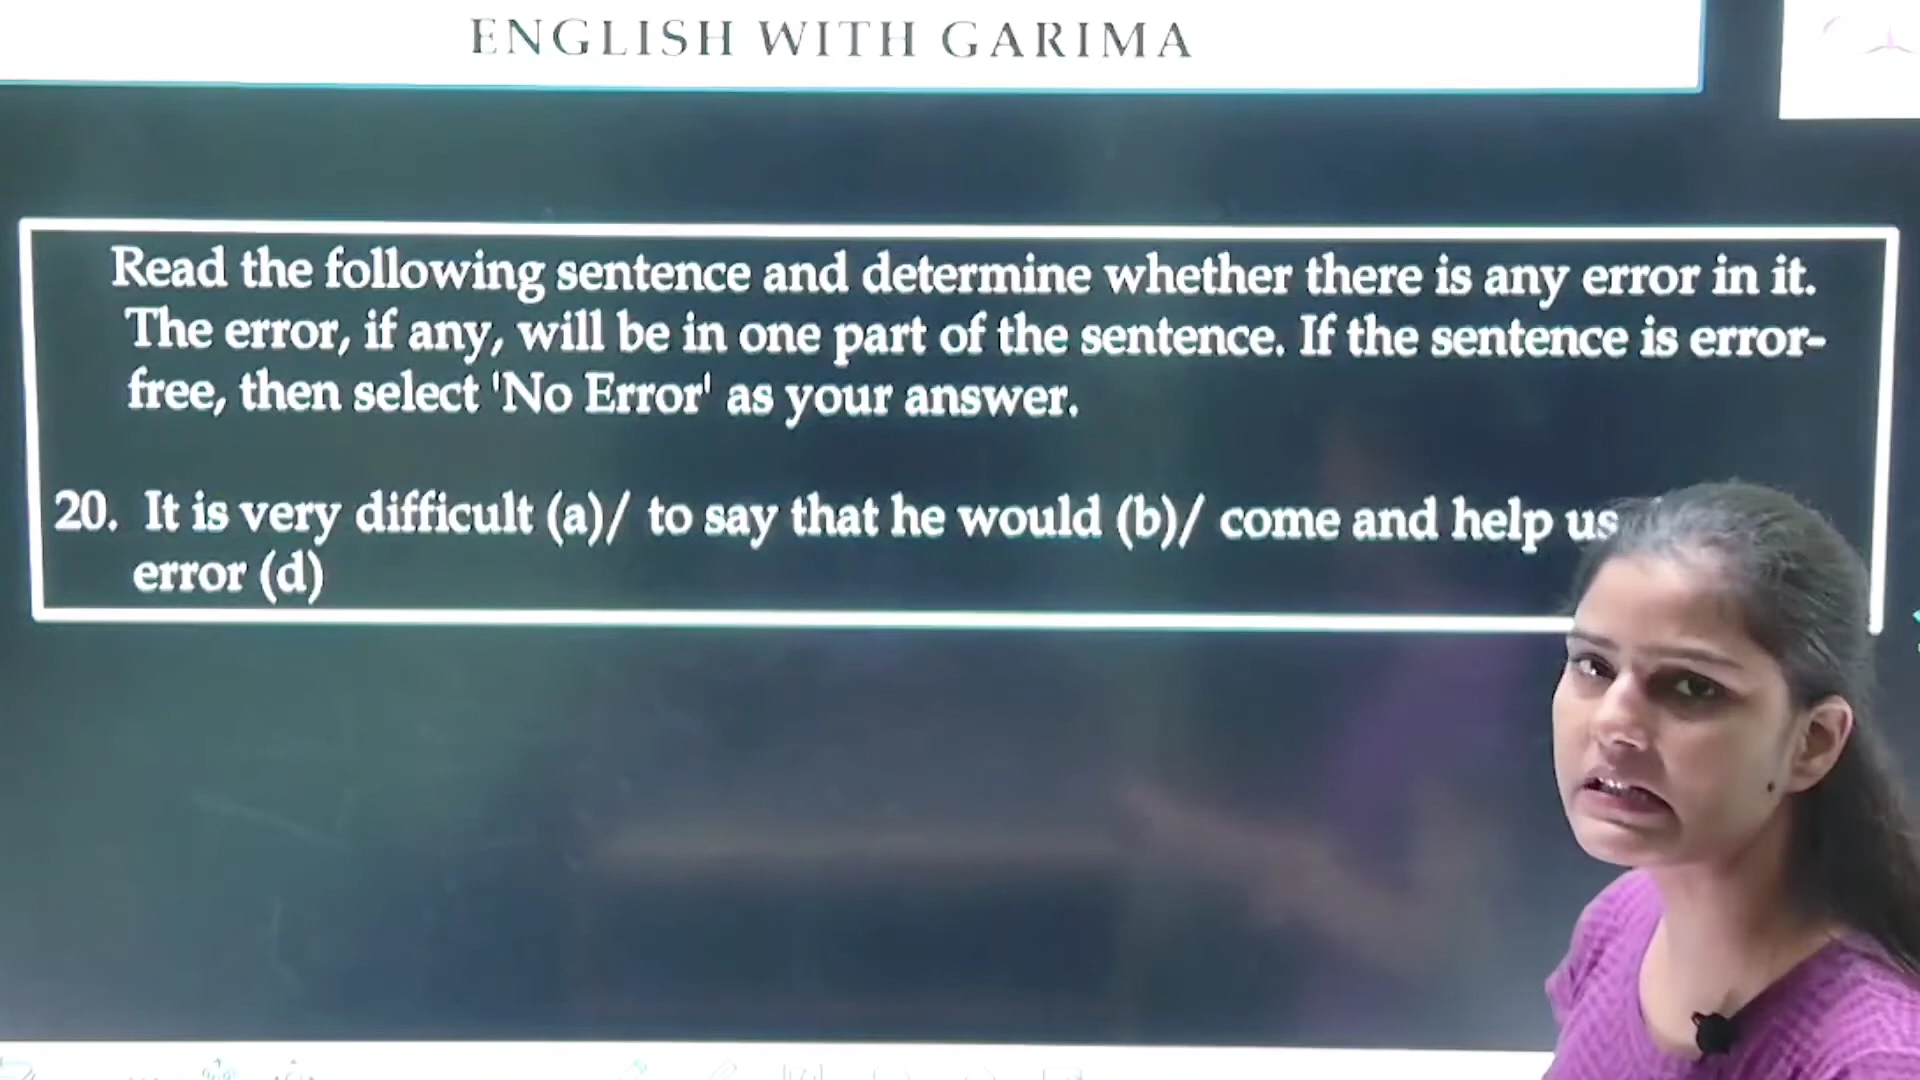 ENGLISH WITH GARIMA
Read the following sentence and determine whether there is any error in it.
The error, if any, will be in one part of the sentence. If the sentence is error-
free, then select 'No Error' as your answer.
20. It is very difficult (a)/ to say that he would (b)/ come and help us
error (d)